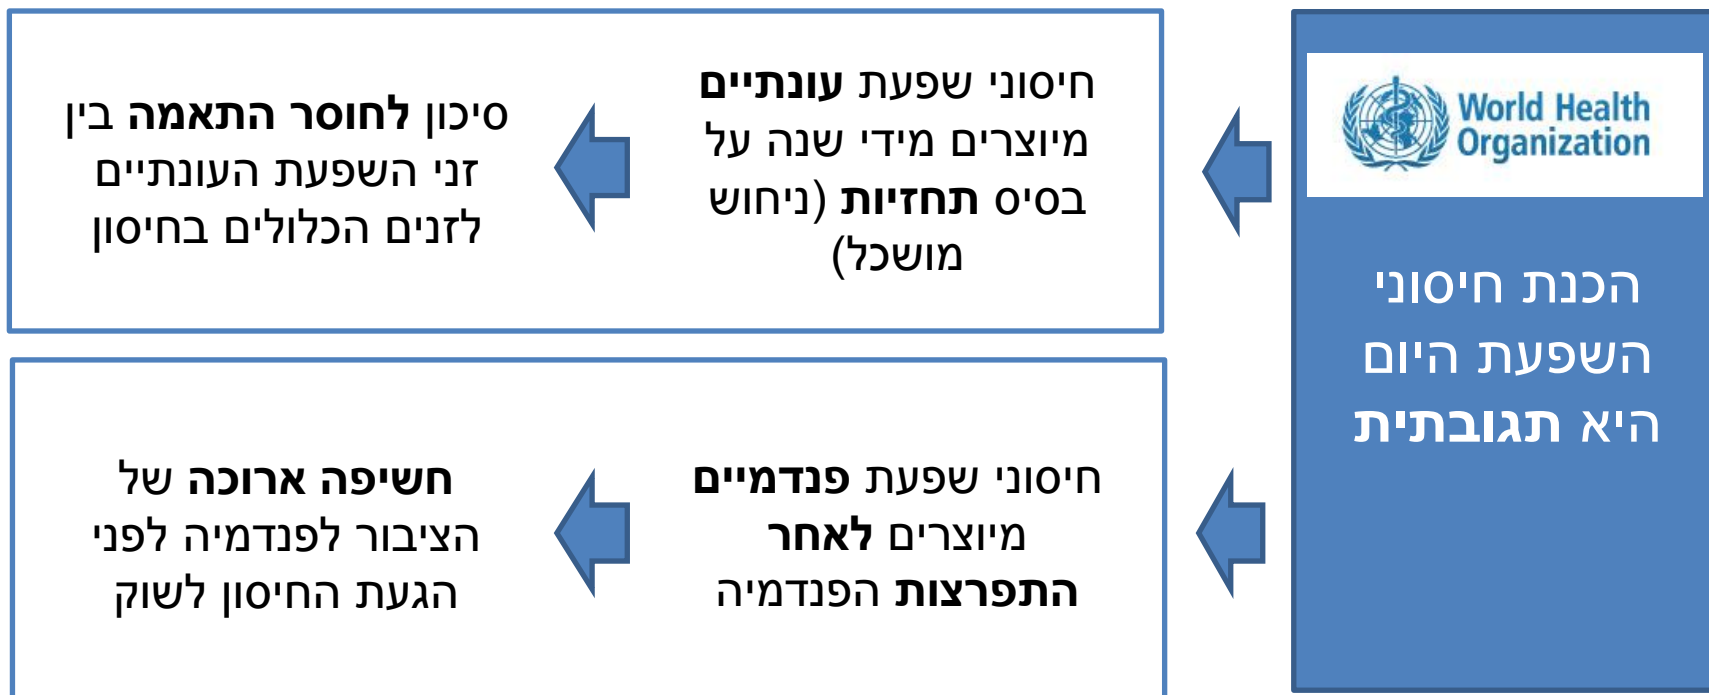 World Health
Organization
הכנת חיסוני
השפעת היום
היא תגובתית
חיסוני שפעת עונתיים
מיוצרים מידי שנה על
בסיס תחזיות (ניחוש
מושכל)
סיכון לחוסר התאמה בין
זני השפעת העונתיים
לזנים הכלולים בחיסון
חיסוני שפעת פנדמיים
מיוצרים לאחר
התפרצות הפנדמיה
חשיפה ארוכה של
הציבור לפנדמיה לפני
הגעת החיסון לשוק